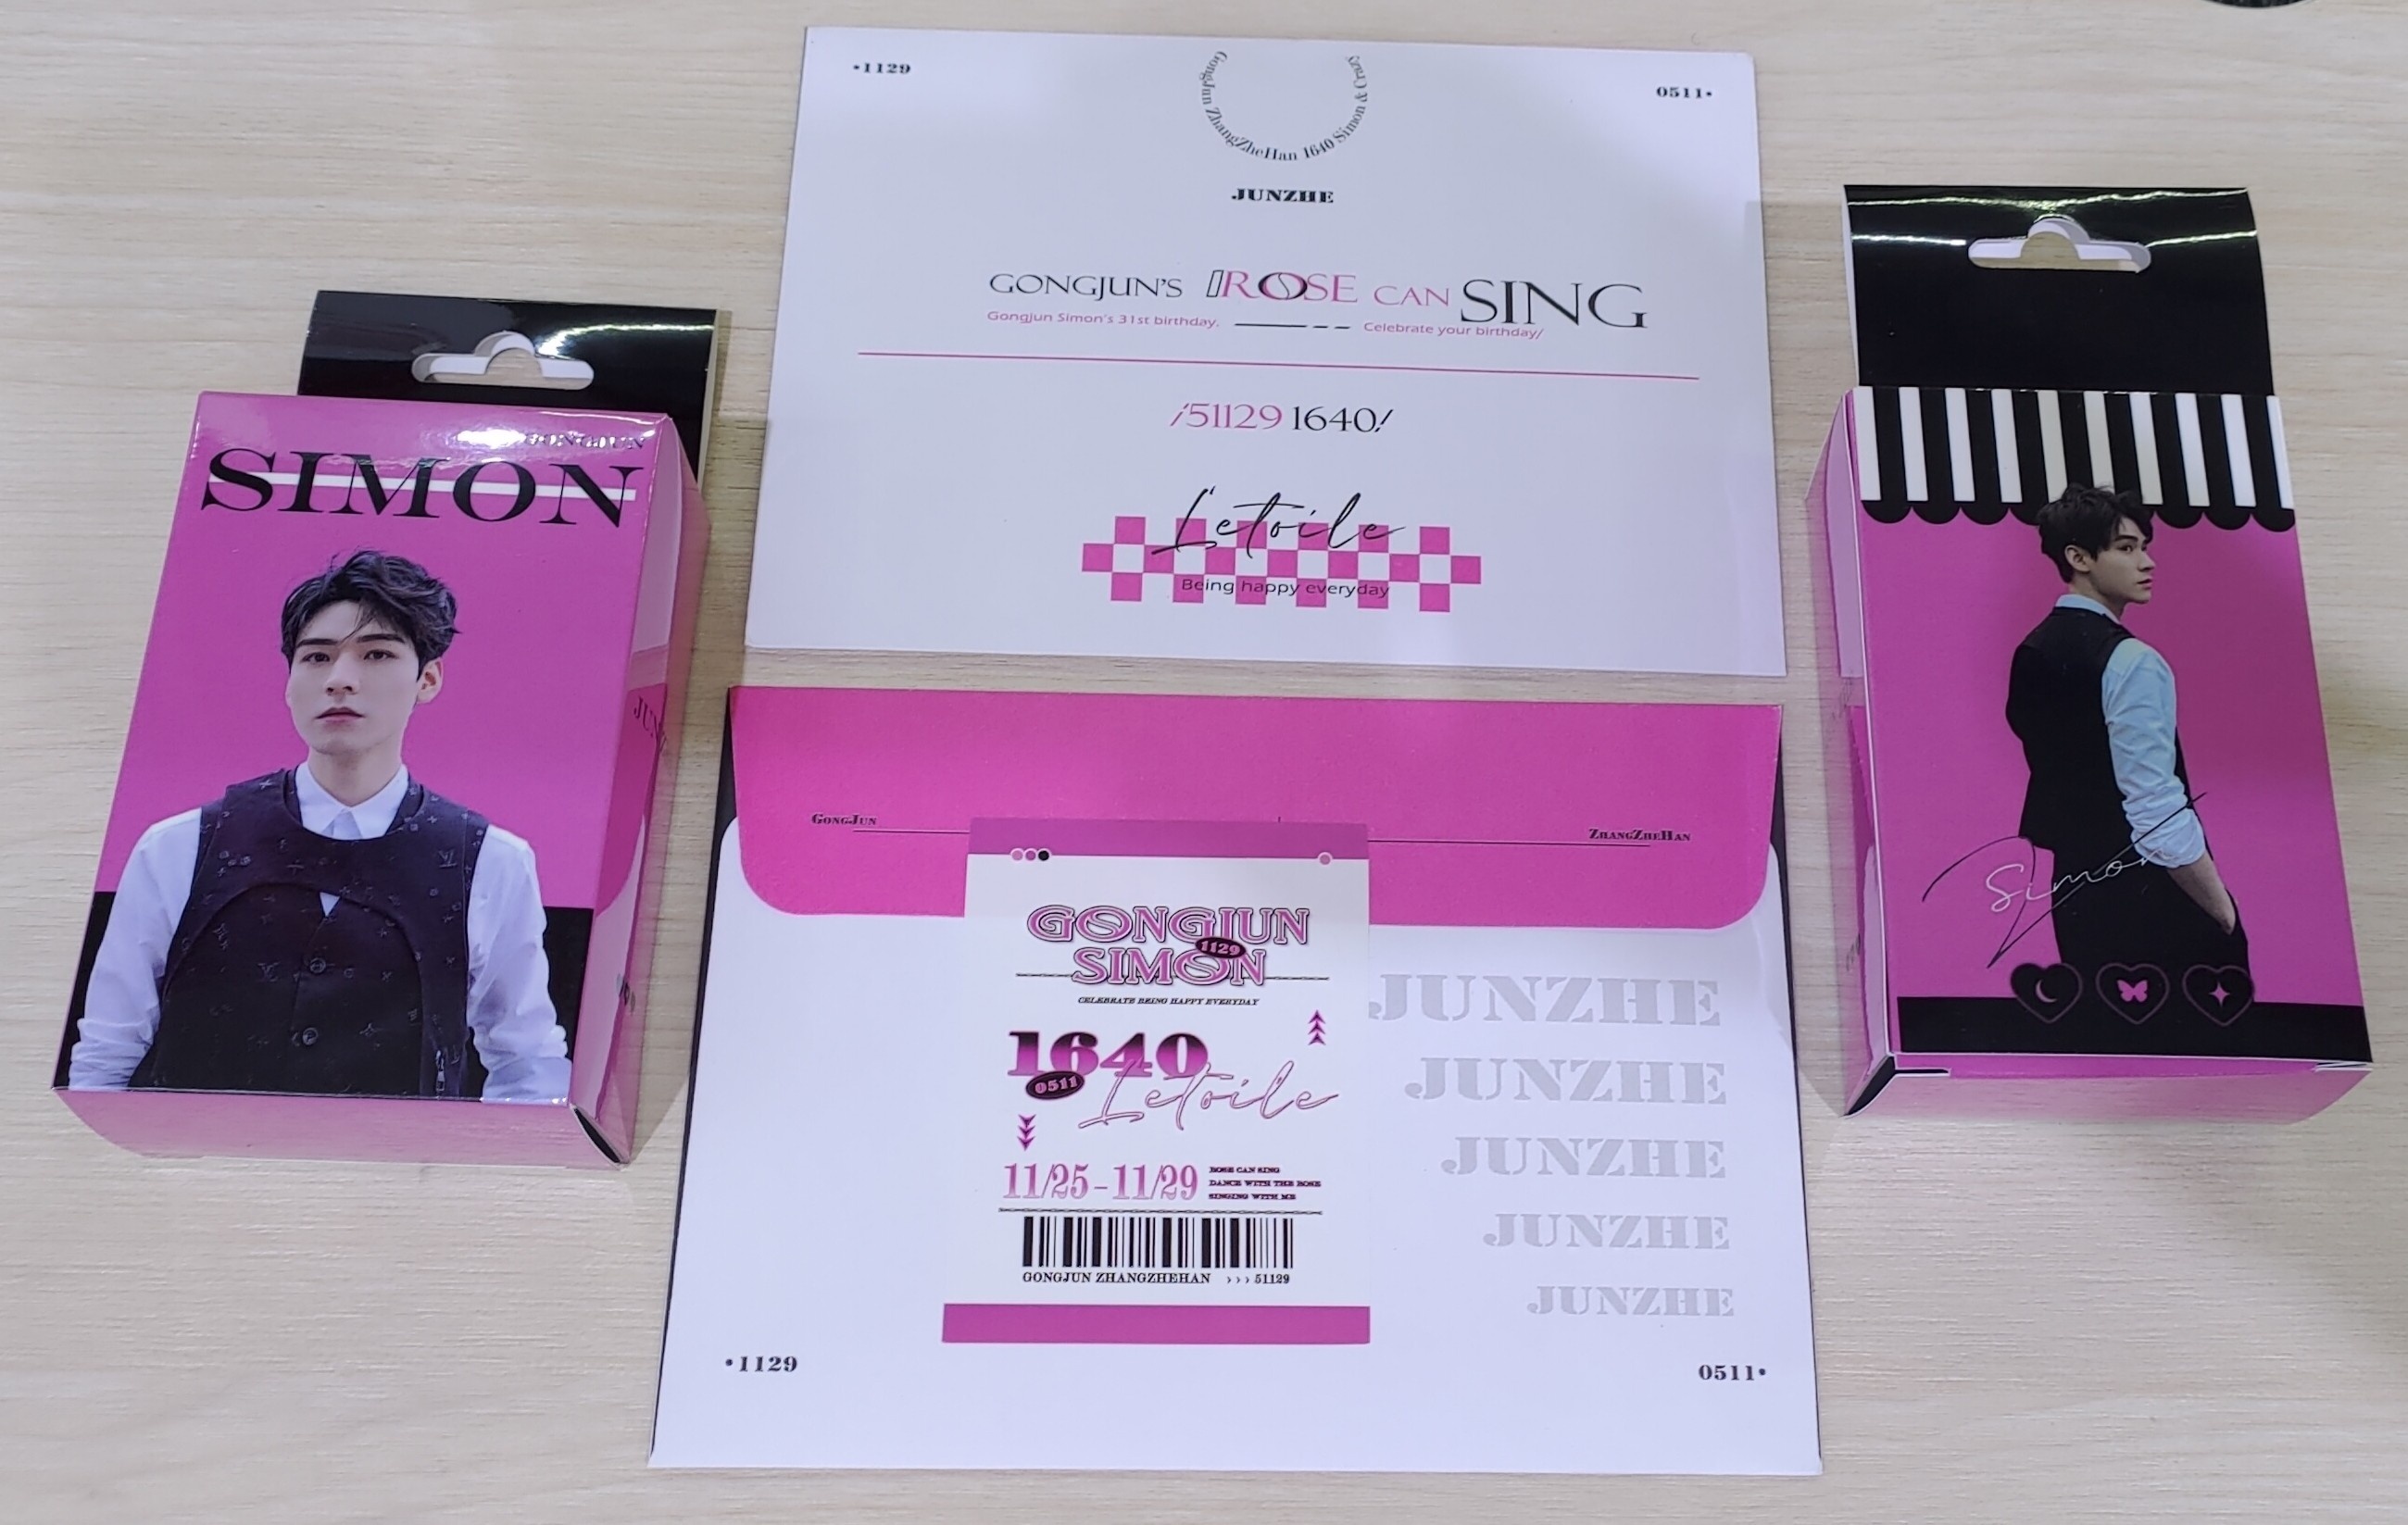 •1129
0511•
GongJun ZhangZheHan 1640 Simon & Crazy
JUNZHE
GONGJUN'S ROSE CAN SING
Gongjun Simon's 31st birthday.
Celebrate your birthday/
/51129 1640!
Letoile
Being happy everyday
GONGJUN
SIMON
Simon
GONGJUN
ZHANGZHEHAN
GONGJUN
1129
SIMON
CELEBRATE BEING HAPPY EVERYDAY
1640
0511
Letoile
11/25-11/29
ROSE CAN SING
DANCE WITH THE ROSE
SINGING WITH ME
GONGJUN ZHANGZHEHAN >>> 51129
JUNZHE
JUNZHE
JUNZHE
JUNZHE
JUNZHE
•1129
0511•